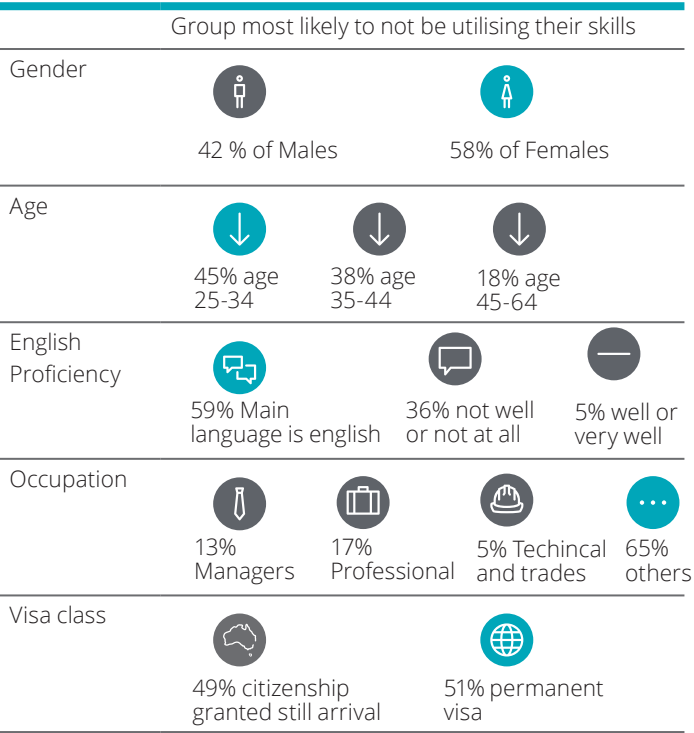 Group most likely to not be utilising their skills
Gender
42 % of Males
58% of Females
Age
45% age
25-34
38% age
35-44
18% age
45-64
English
Proficiency
59% Main
language is english
36% not well
or not at all
5% well or
very well
Occupation
13%
Managers
17%
Professional
5% Techincal
and trades
65%
others
Visa class
49% citizenship
granted still arrival
51% permanent
visa